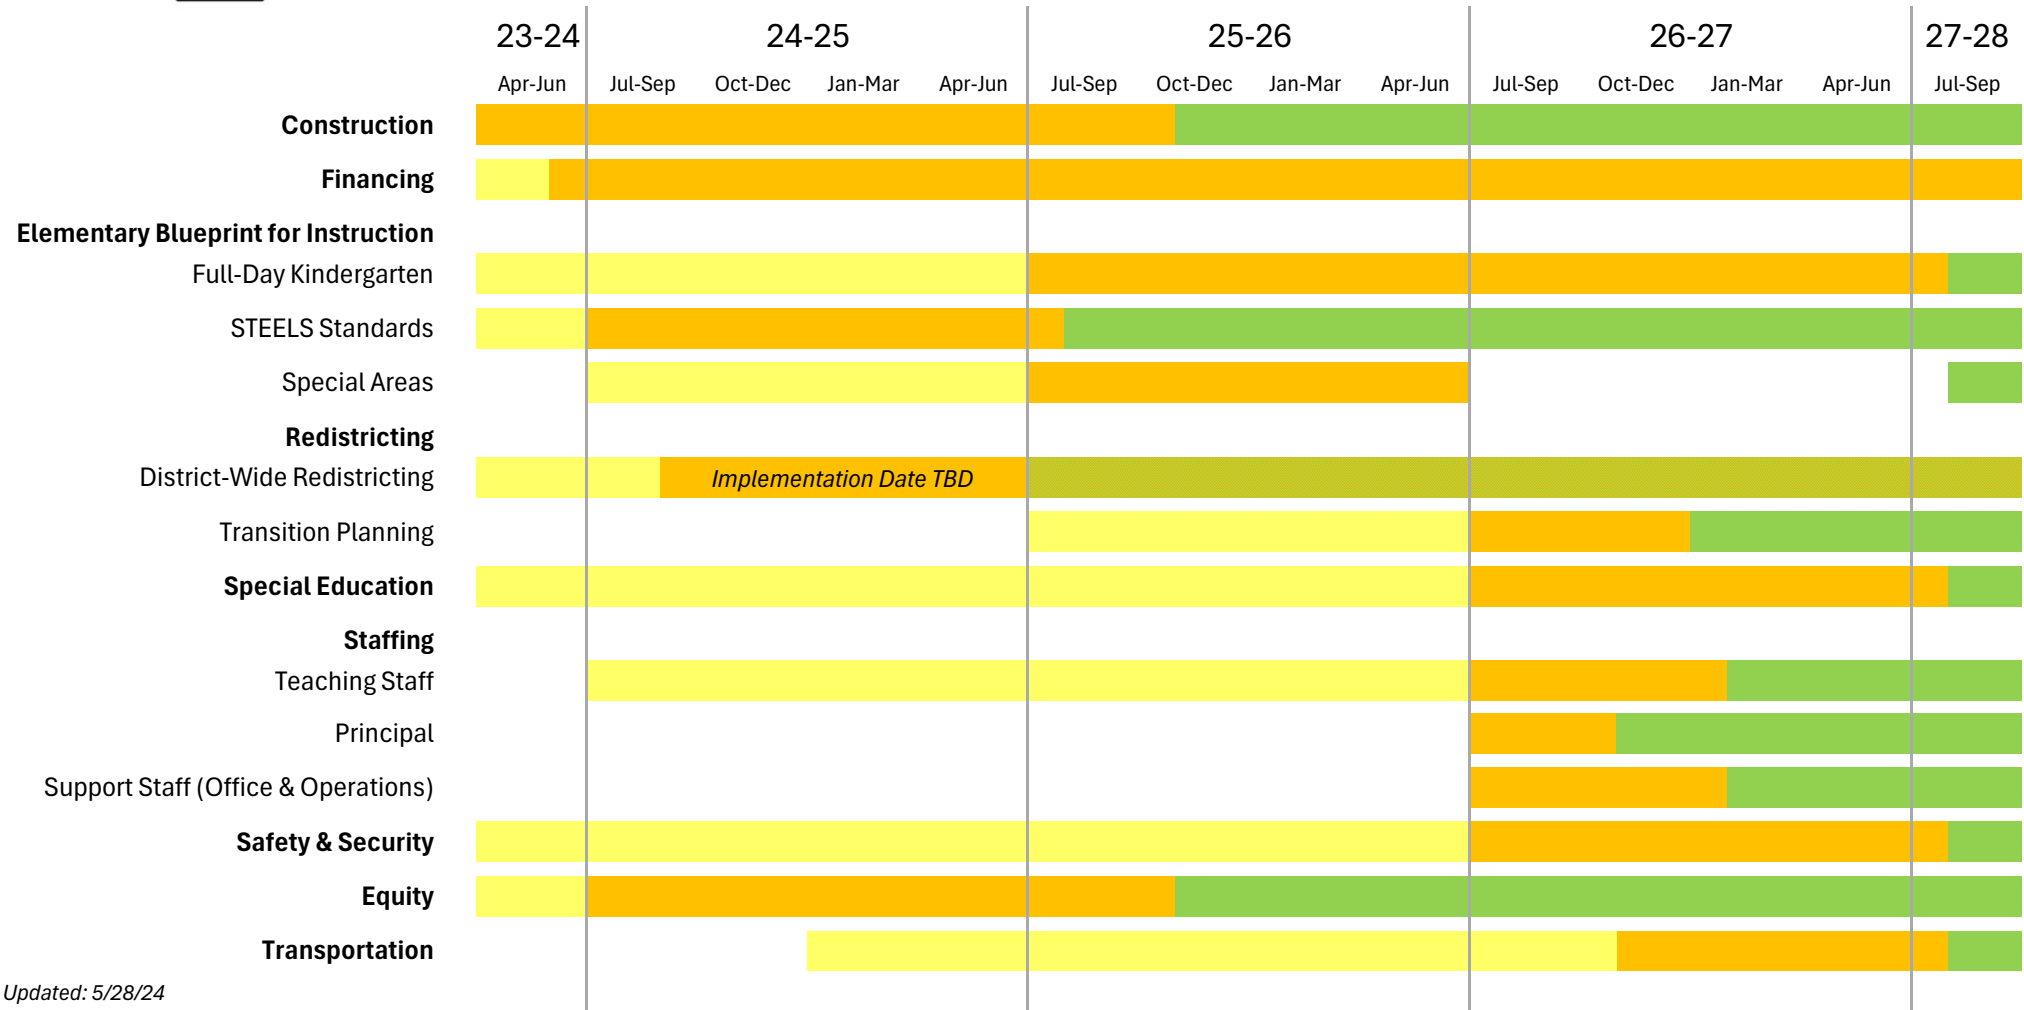 23-24 24-25 25-26 26-27 27-28
Apr-Jun Jul-Sep Oct-Dec Jan-Mar Apr-Jun Jul-Sep Oct-Dec Jan-Mar Apr-Jun Jul-Sep Oct-Dec Jan-Mar Apr-Jun Jul-Sep
Construction
Financing
Elementary Blueprint for Instruction
Full-Day Kindergarten
STEELS Standards
Special Areas
Redistricting
District-Wide Redistricting Implementation Date TBD
Transition Planning
Special Education
Staffing
Teaching Staff
Principal
Support Staff (Office & Operations)
Safety & Security
Equity
Transportation
Updated: 5/28/24